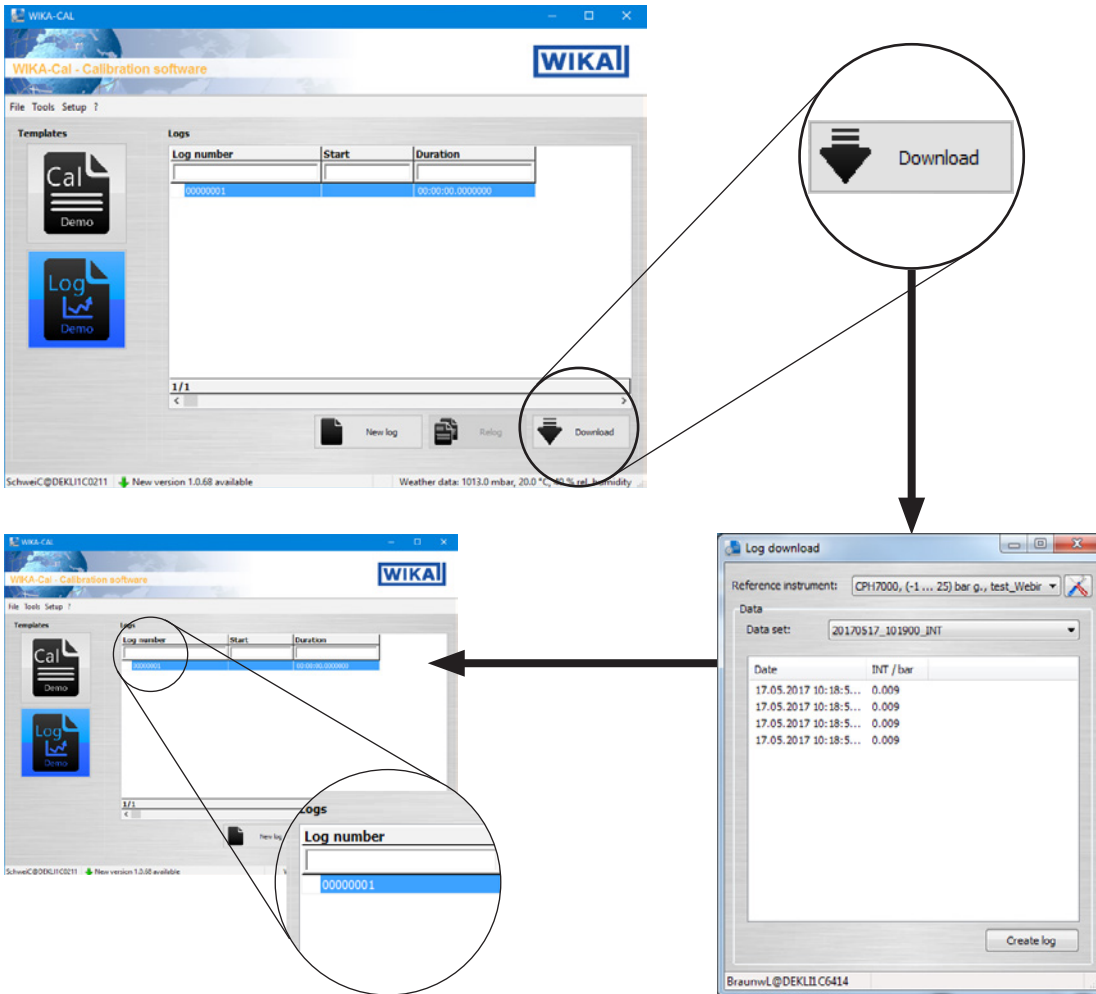 WIKA-CAL
WIKA-Cal - Calibration software
WIKA
File Tools Setup ?
Templates
Logs
Log number Start Duration
00000001 00:00:00.0000000
Cal
Demo
Log
Demo
1/1
New log Relog Download
SchweiC@DEKLI1C0211 New version 1.0.68 available Weather data: 1013.0 mbar, 20.0 °C, 40 % rel. humidity
Download
Log download
Reference instrument: CPH7000, (-1 ... 25) bar g., test_Webir
Data
Data set: 20170517_101900_INT
Date INT / bar
17.05.2017 10:18:5... 0.009
17.05.2017 10:18:5... 0.009
17.05.2017 10:18:5... 0.009
17.05.2017 10:18:5... 0.009
Create log
BraunwL@DEKLI1C6414
WIKA-CAL
WIKA-Cal - Calibration software
WIKA
File Tools Setup ?
Templates
Logs
Log number Start Duration
00000001 00:00:00.0000000
Cal
Demo
Log
Demo
1/1
New log
SchweiC@DEKLI1C0211 New version 1.0.68 available
Logs
Log number
00000001